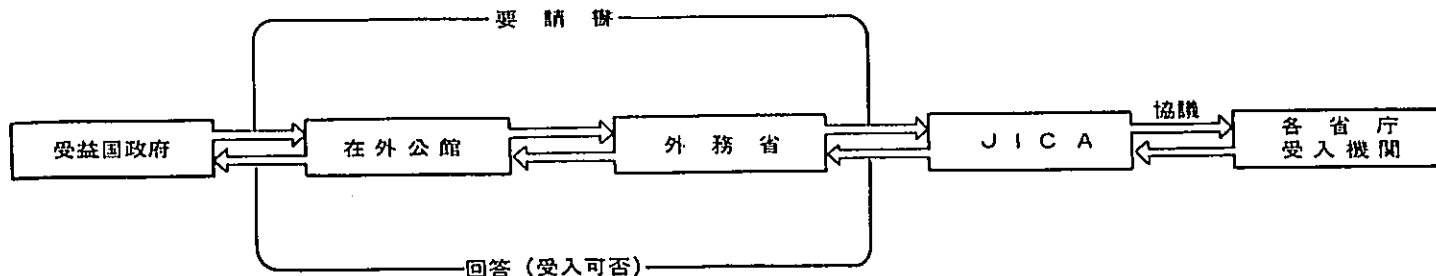 要請書
協議
受益国政府
在外公館
外務省
JICA
各省庁
受入機関
回答（受入可否）